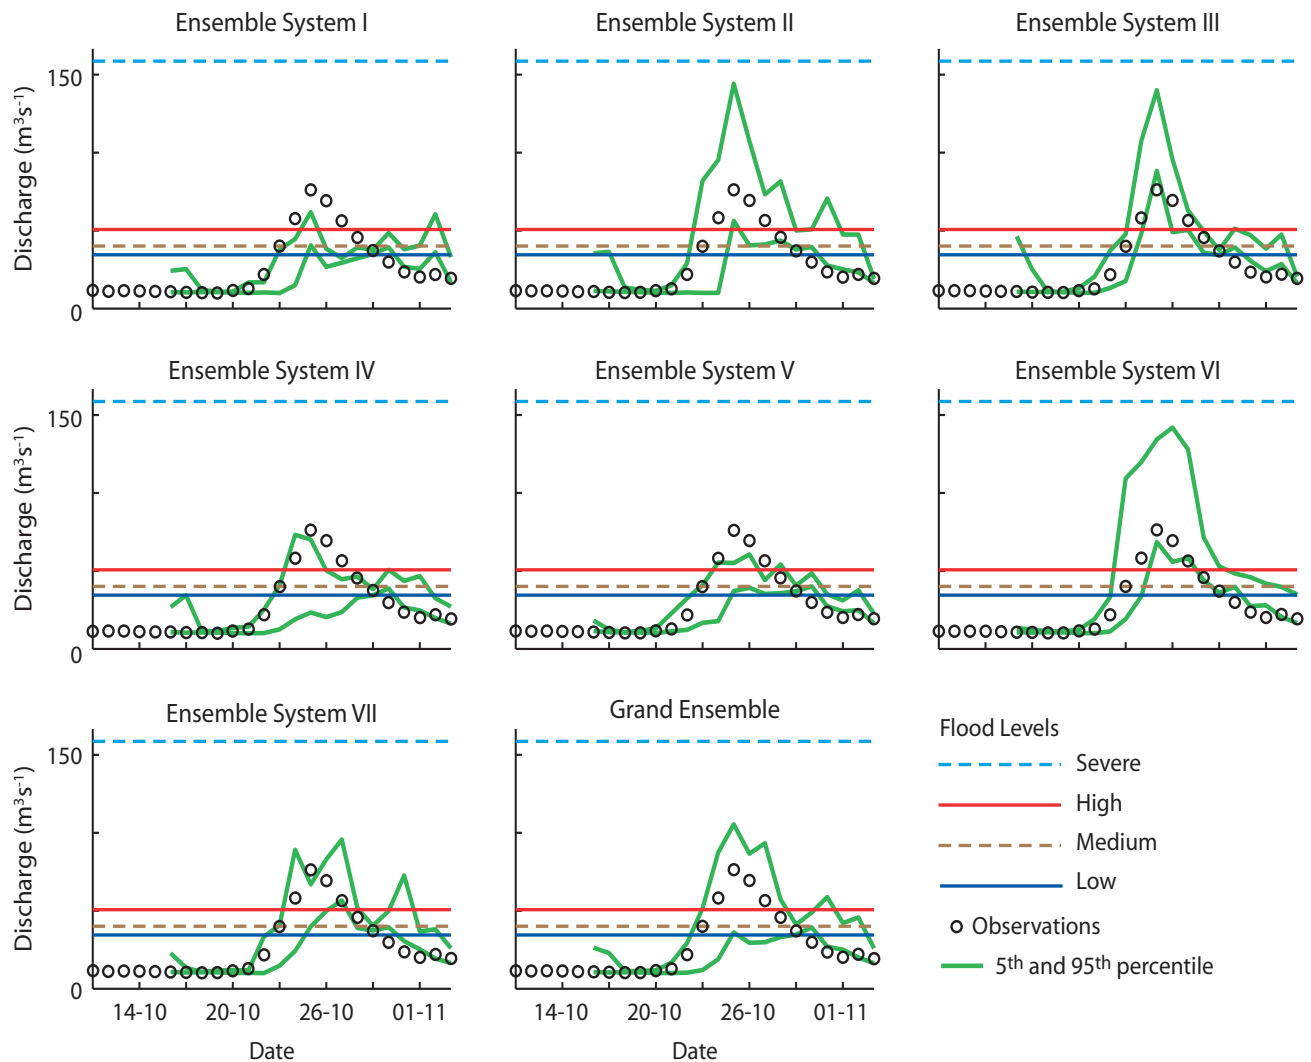 Ensemble System I
Ensemble System II
Ensemble System III
Discharge (m³s⁻¹)
150
0
Ensemble System IV
Ensemble System V
Ensemble System VI
Discharge (m³s⁻¹)
150
0
Ensemble System VII
Grand Ensemble
Discharge (m³s⁻¹)
150
0
14-10 20-10 26-10 01-11
Date
14-10 20-10 26-10 01-11
Date
Flood Levels
Severe
High
Medium
Low
Observations
5th and 95th percentile